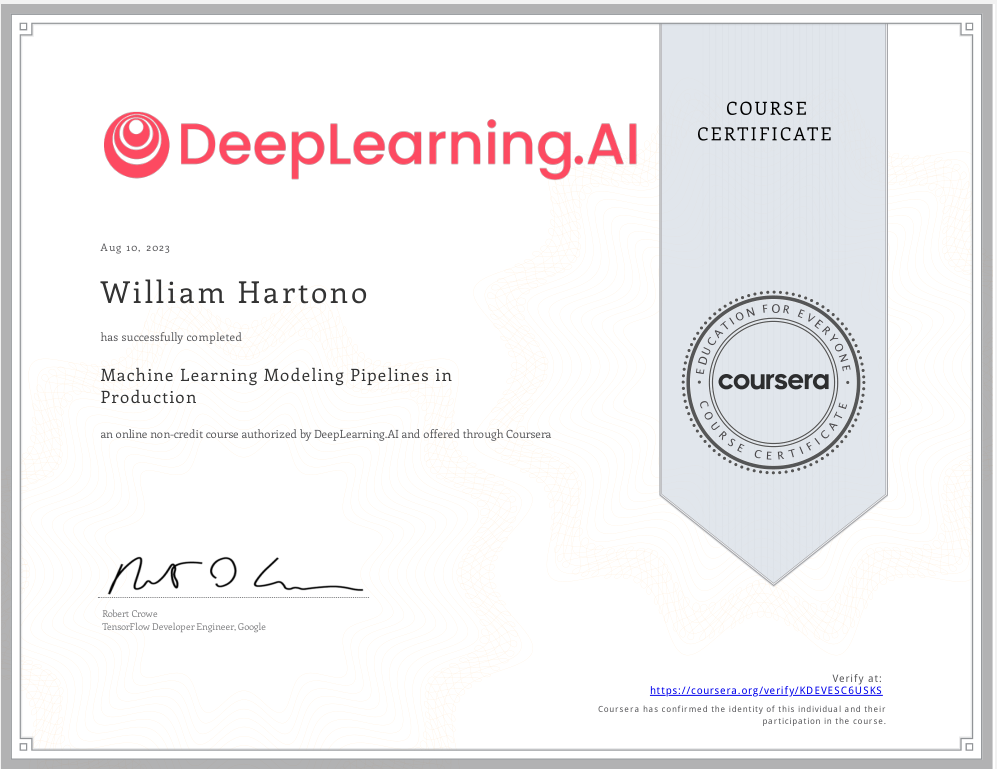 COURSE
CERTIFICATE
DeepLearning.AI
Aug 10, 2023
William Hartono
has successfully completed
Machine Learning Modeling Pipelines in
Production
an online non-credit course authorized by DeepLearning.AI and offered through Coursera
EDUCATION FOR EVERYONE
coursera
COURSE CERTIFICATE
Robert Crowe
TensorFlow Developer Engineer, Google
Verify at:
https://coursera.org/verify/KDEVESC6USKS
Coursera has confirmed the identity of this individual and their
participation in the course.